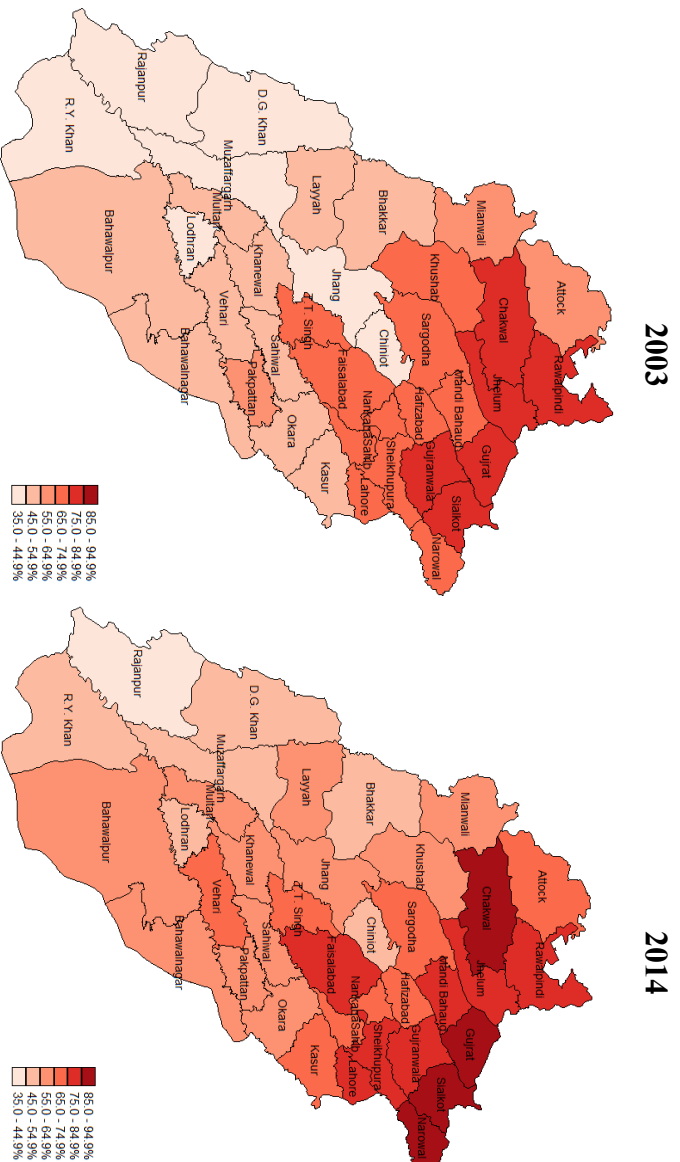 2003
Attock
Rawalpindi
Chakwal
Jhelum
Mianwali
Gujrat
Mandi Bahaud
Sialkot
Khushab
Sargodha
Gujranwala
Narowal
Hafizabad
Bhakkar
Chiniot
Sheikhupura
NankanaSahib
Lahore
Faisalabad
Jhang
Layyah
Kasur
T.T. Singh
Okara
Sahiwal
D.G. Khan
Khanewal
Pakpattan
Muzaffargarh
Vehari
Multan
Lodhran
Bahawalnagar
Rajanpur
Bahawalpur
R.Y. Khan
85.0 - 94.9%
75.0 - 84.9%
65.0 - 74.9%
55.0 - 64.9%
45.0 - 54.9%
35.0 - 44.9%
2014
Attock
Rawalpindi
Chakwal
Jhelum
Mianwali
Gujrat
Mandi Bahaud
Sialkot
Khushab
Sargodha
Gujranwala
Narowal
Hafizabad
Bhakkar
Chiniot
Sheikhupura
NankanaSahib
Lahore
Faisalabad
Jhang
Layyah
Kasur
T.T. Singh
Okara
Sahiwal
D.G. Khan
Khanewal
Pakpattan
Muzaffargarh
Vehari
Multan
Lodhran
Bahawalnagar
Rajanpur
Bahawalpur
R.Y. Khan
85.0 - 94.9%
75.0 - 84.9%
65.0 - 74.9%
55.0 - 64.9%
45.0 - 54.9%
35.0 - 44.9%